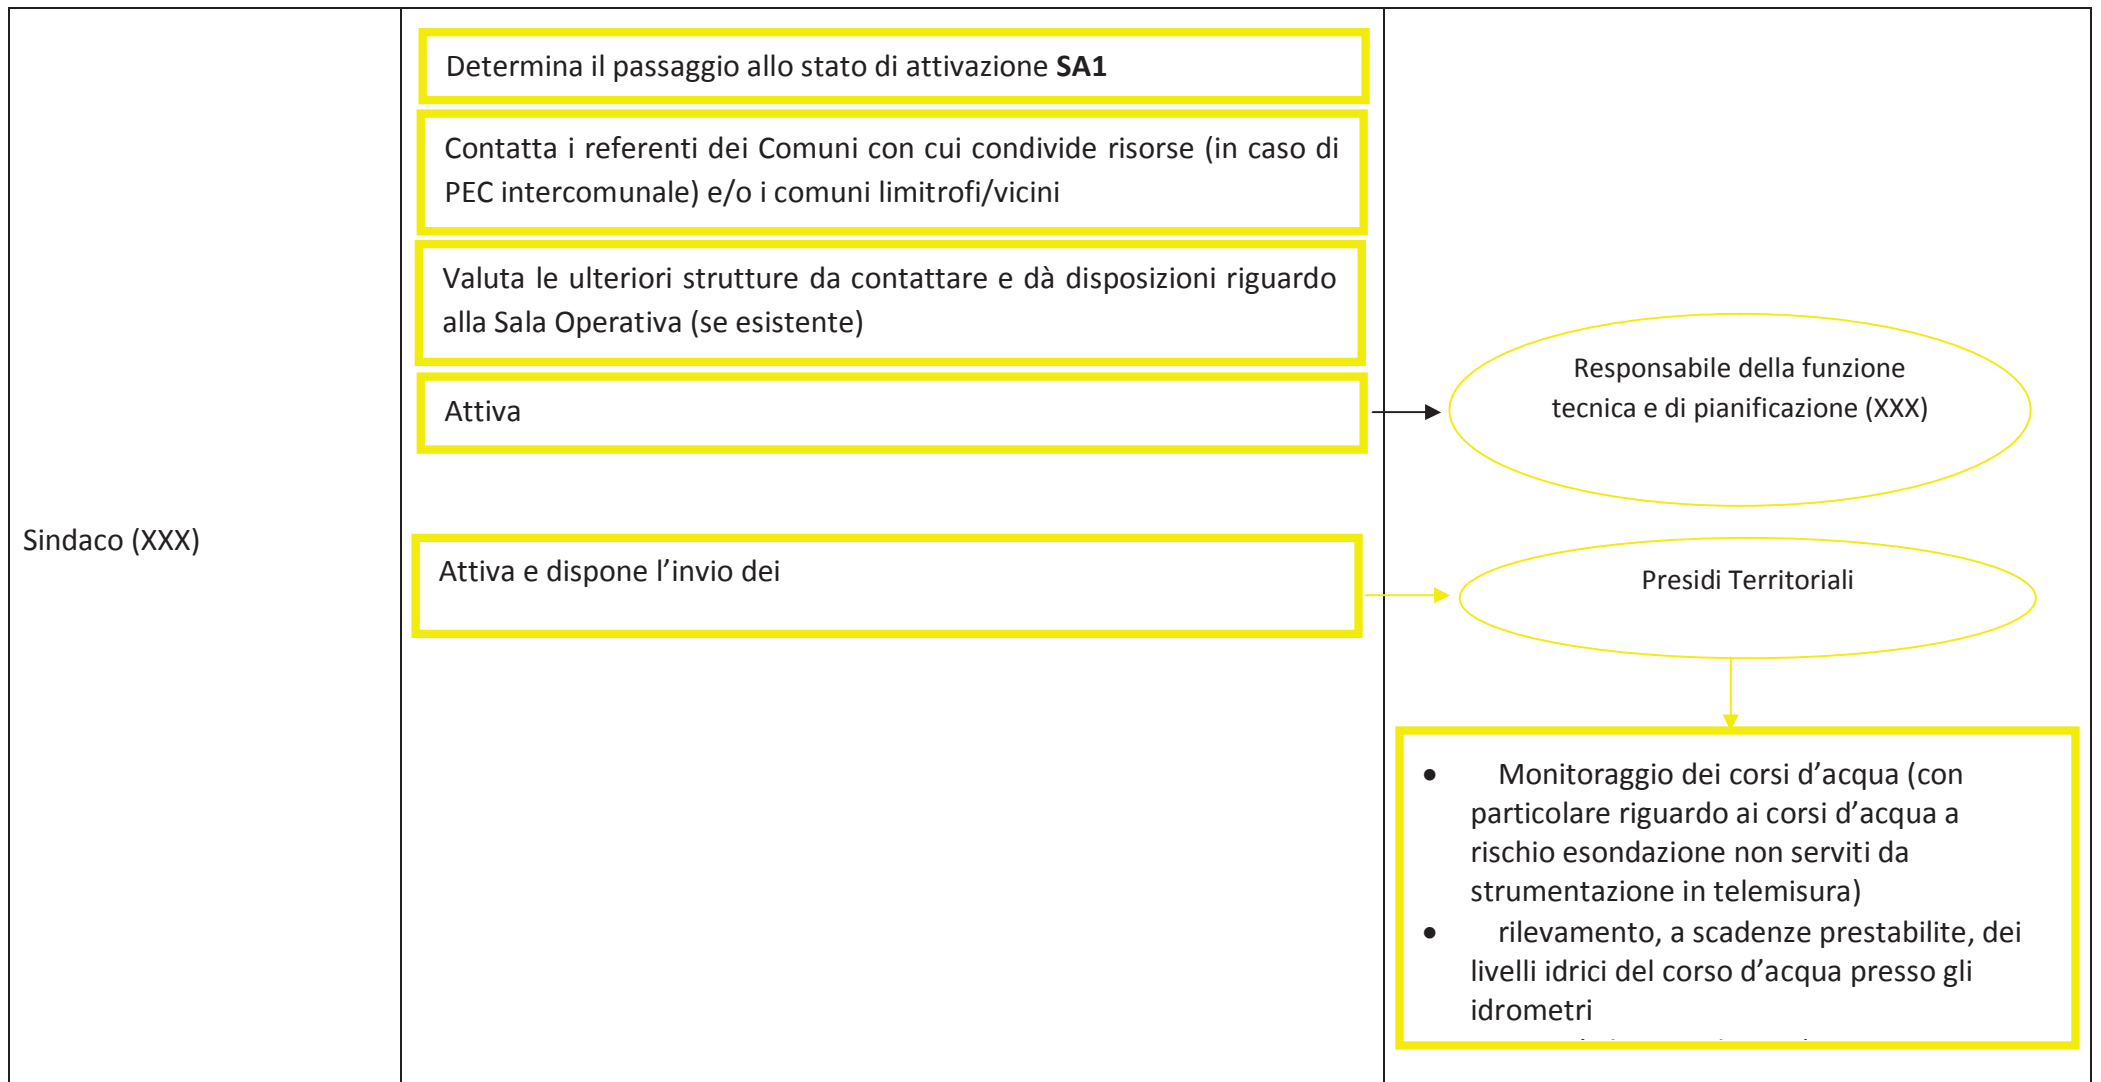 Sindaco (XXX)
Determina il passaggio allo stato di attivazione SA1
Contatta i referenti dei Comuni con cui condivide risorse (in caso di
PEC intercomunale) e/o i comuni limitrofi/vicini
Valuta le ulteriori strutture da contattare e dà disposizioni riguardo
alla Sala Operativa (se esistente)
Attiva
Responsabile della funzione
tecnica e di pianificazione (XXX)
Attiva e dispone l’invio dei
Presidi Territoriali
• Monitoraggio dei corsi d’acqua (con
particolare riguardo ai corsi d’acqua a
rischio esondazione non serviti da
strumentazione in telemisura)
• rilevamento, a scadenze prestabilite, dei
livelli idrici del corso d’acqua presso gli
idrometri